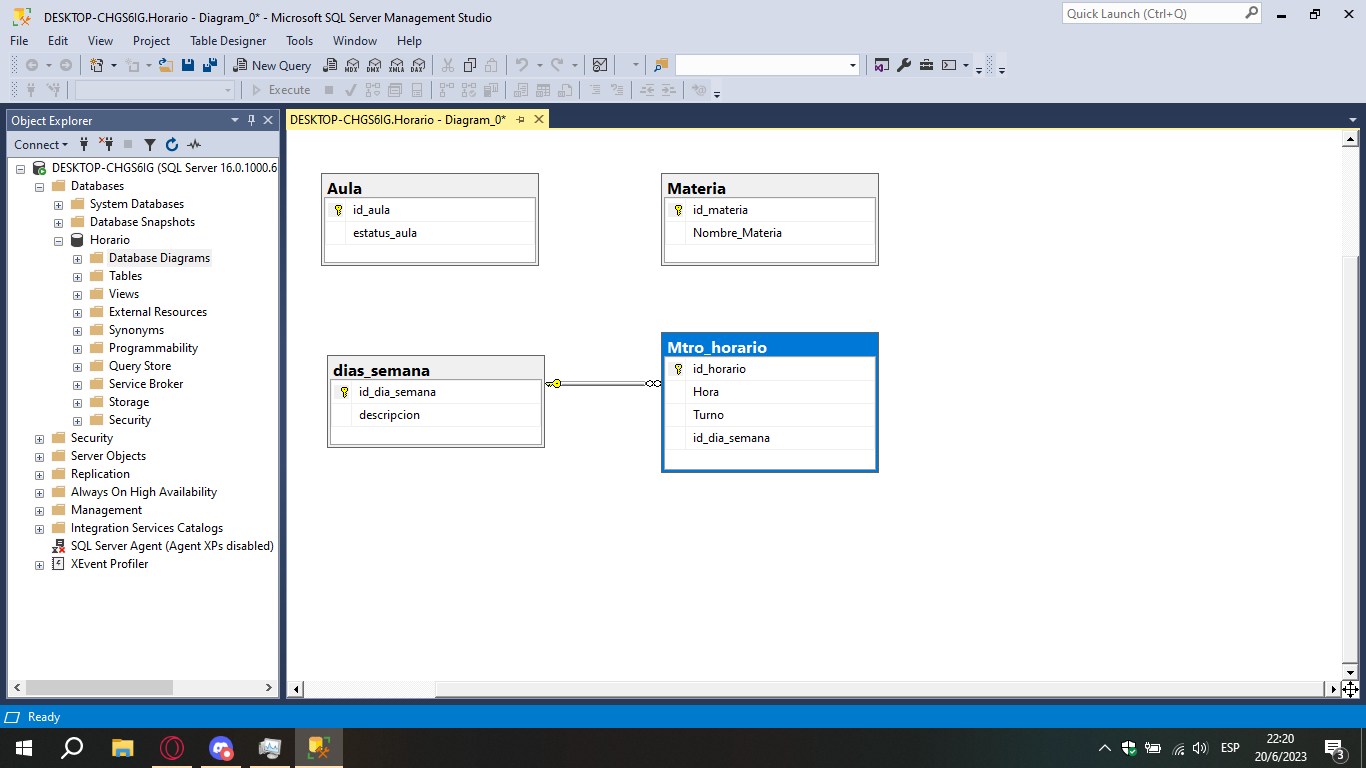 DESKTOP-CHGS6IG.Horario - Diagram_0* - Microsoft SQL Server Management Studio
Quick Launch (Ctrl+Q)
File Edit View Project Table Designer Tools Window Help
New Query
MDX DMX XMLA DAX
Execute
Object Explorer
DESKTOP-CHGS6IG.Horario - Diagram_0*
Connect
DESKTOP-CHGS6IG (SQL Server 16.0.1000.6
Databases
System Databases
Database Snapshots
Horario
Database Diagrams
Tables
Views
External Resources
Synonyms
Programmability
Query Store
Service Broker
Storage
Security
Security
Server Objects
Replication
Always On High Availability
Management
Integration Services Catalogs
SQL Server Agent (Agent XPs disabled)
XEvent Profiler
Aula
id_aula
estatus_aula
Materia
id_materia
Nombre_Materia
dias_semana
id_dia_semana
descripcion
Mtro_horario
id_horario
Hora
Turno
id_dia_semana
Ready
ESP
22:20
20/6/2023
3